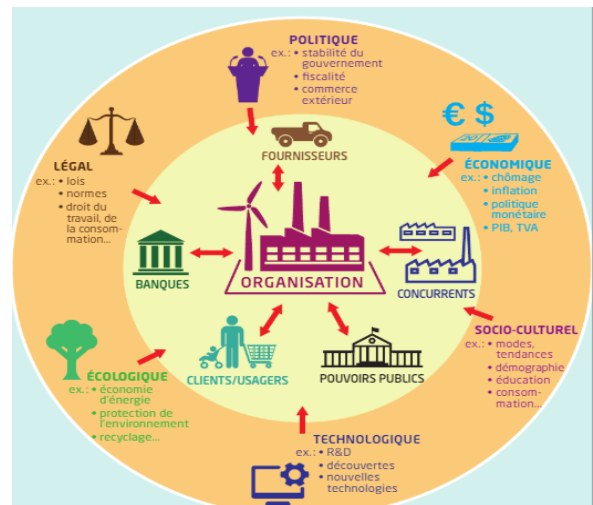 POLITIQUE
ex.: • stabilité du
gouvernement
• fiscalité
• commerce
extérieur
€ $
ÉCONOMIQUE
ex.: • chômage
• inflation
• politique
monétaire
• PIB, TVA
LÉGAL
ex.: • lois
• normes
• droit du
travail, de
la consom-
mation...
FOURNISSEURS
BANQUES
ORGANISATION
CONCURRENTS
CLIENTS/USAGERS
POUVOIRS PUBLICS
SOCIO-CULTUREL
ex.: • modes,
tendances
• démographie
• éducation
• consom-
mation...
ÉCOLOGIQUE
ex.: • économie
d'énergie
• protection de
l'environnement
• recyclage...
TECHNOLOGIQUE
ex.: • R&D
• découvertes
• nouvelles
technologies